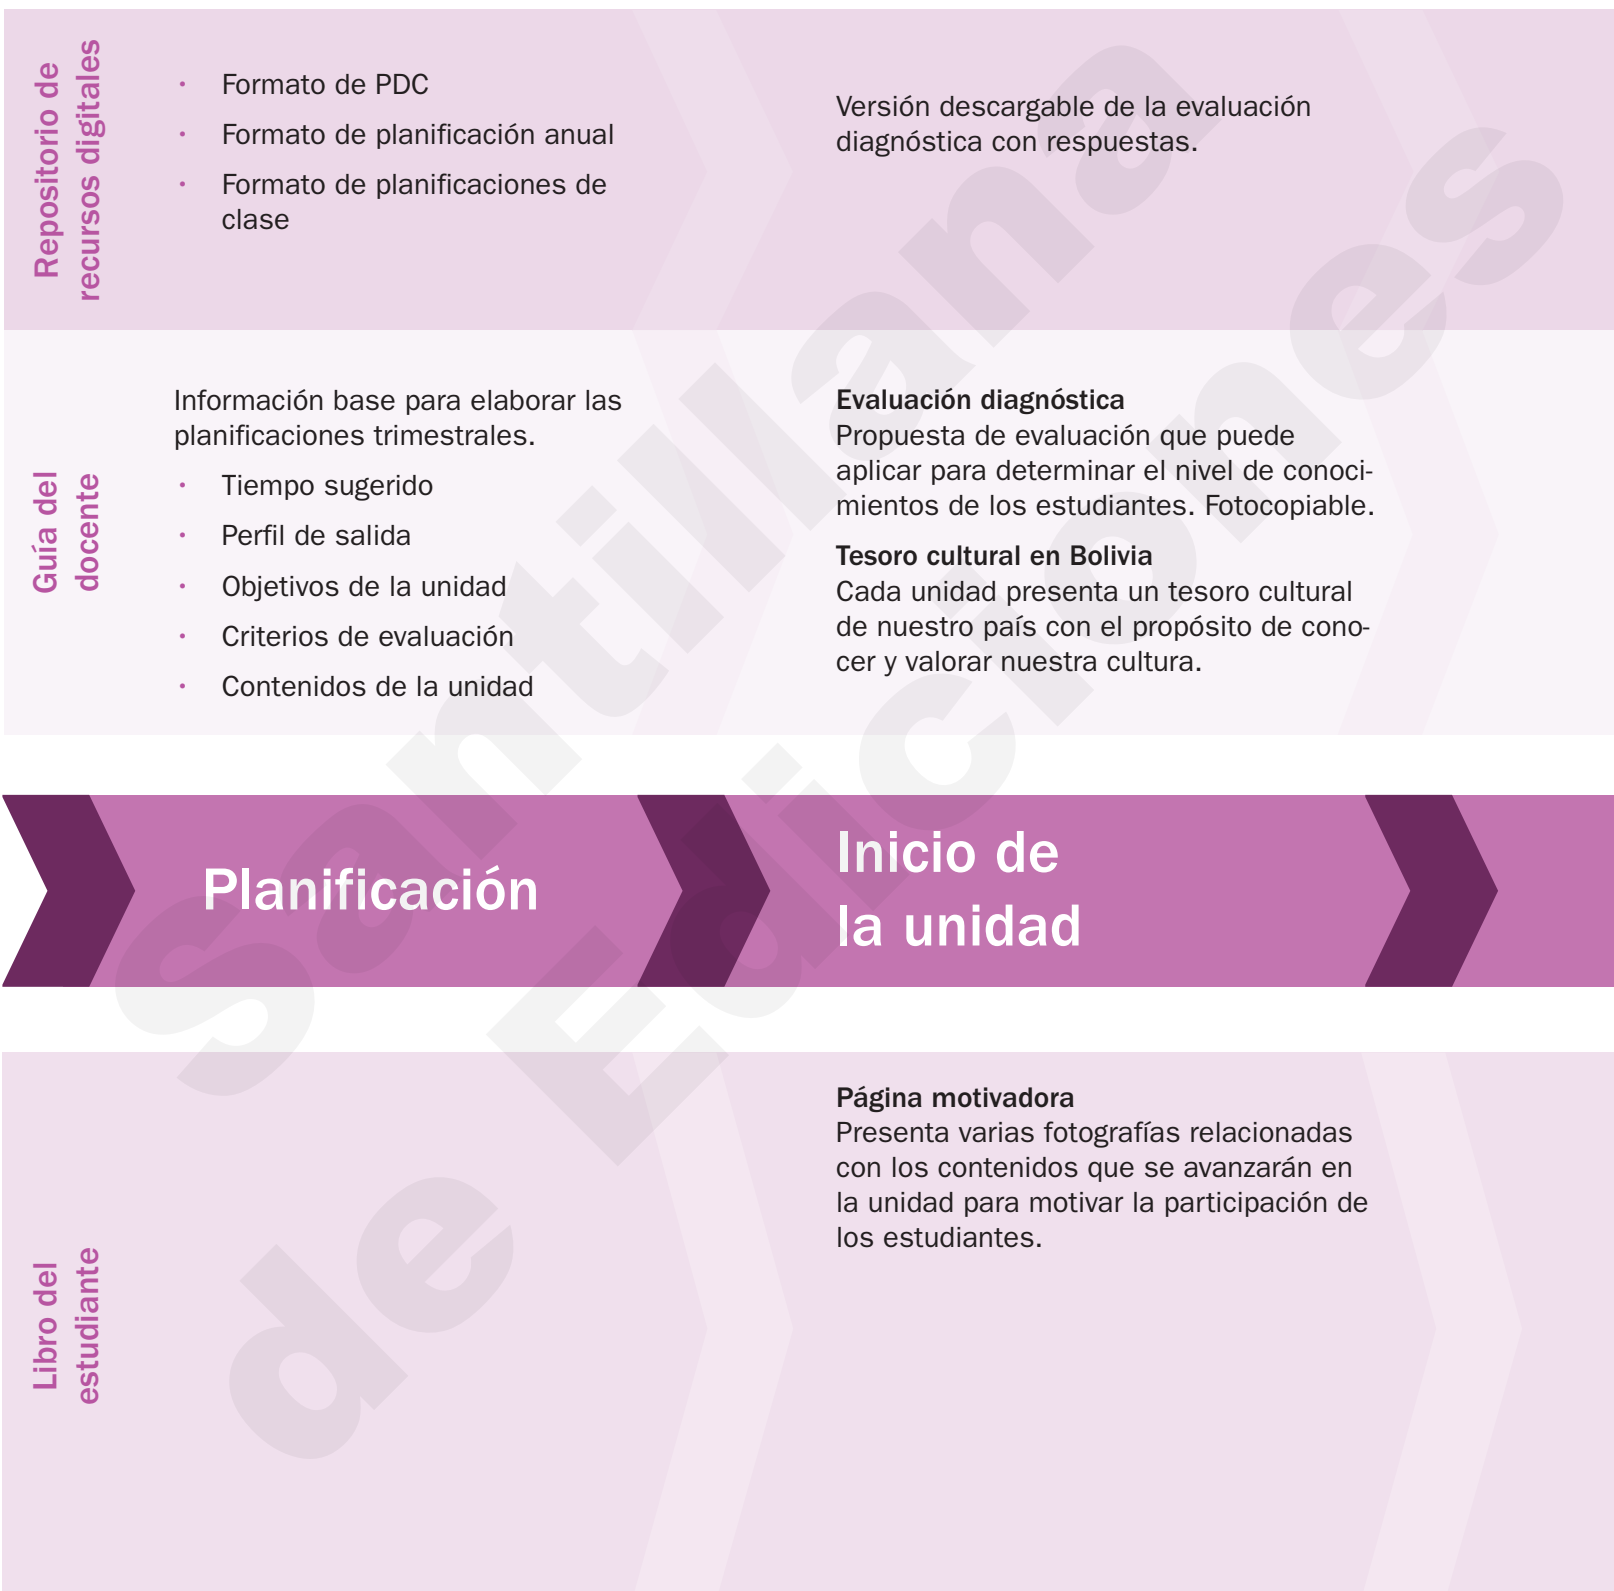 Repositorio de
recursos digitales
· Formato de PDC
· Formato de planificación anual
· Formato de planificaciones de
clase
Versión descargable de la evaluación
diagnóstica con respuestas.
Guía del
docente
Información base para elaborar las
planificaciones trimestrales.
· Tiempo sugerido
· Perfil de salida
· Objetivos de la unidad
· Criterios de evaluación
· Contenidos de la unidad
Evaluación diagnóstica
Propuesta de evaluación que puede
aplicar para determinar el nivel de conoci-
mientos de los estudiantes. Fotocopiable.
Tesoro cultural en Bolivia
Cada unidad presenta un tesoro cultural
de nuestro país con el propósito de cono-
cer y valorar nuestra cultura.
Planificación
Inicio de
la unidad
Libro del
estudiante
Página motivadora
Presenta varias fotografías relacionadas
con los contenidos que se avanzarán en
la unidad para motivar la participación de
los estudiantes.
Santillana
de Ediciones